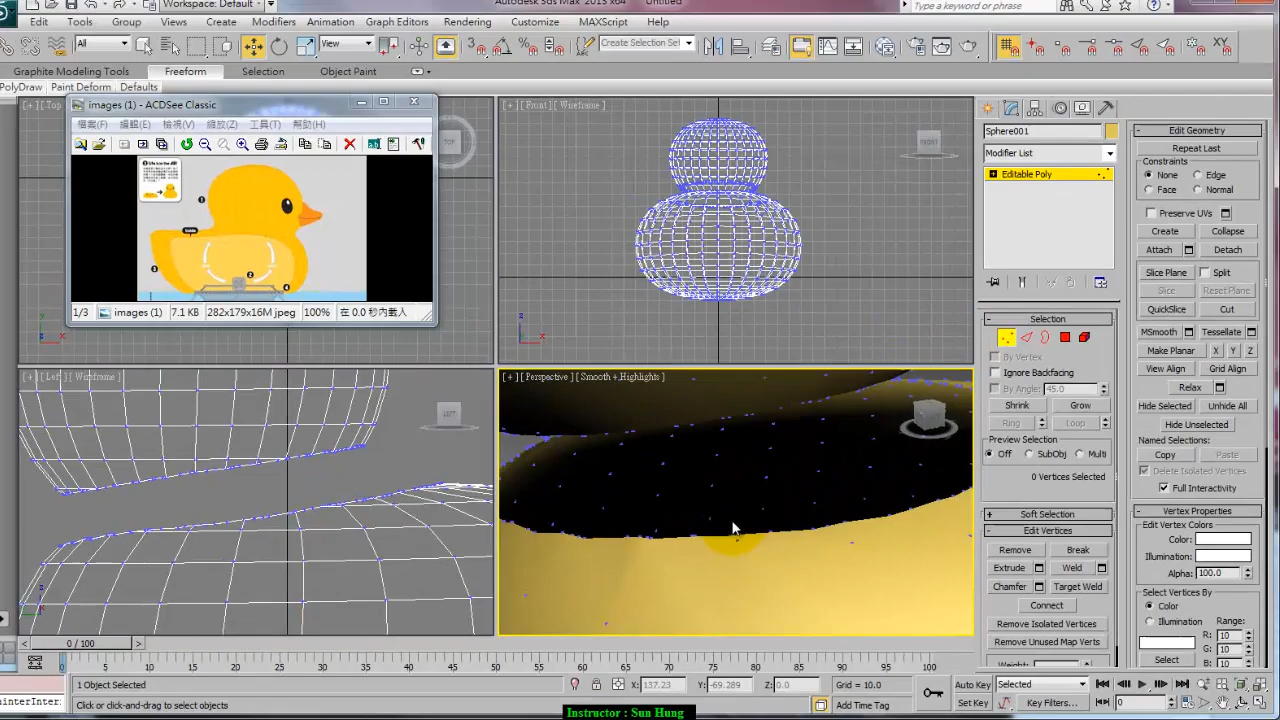 Autodesk 3ds Max 2013 x64 Untitled
Workspace: Default
Type a keyword or phrase
Edit Tools Group Views Create Modifiers Animation Graph Editors Rendering Customize MAXScript Help
All View Create Selection Se
Graphite Modeling Tools Freeform Selection Object Paint
PolyDraw Paint Deform Defaults
[+][Top
images (1) - ACDSee Classic
檔案(F) 編輯(E) 檢視(V) 縮放(Z) 工具(T) 幫助(H)
1/3 images (1) 7.1 KB 282x179x16M jpeg 100% 在 0.0 秒內載入
TOP
[+][Front][Wireframe]
FRONT
[+][Left][Wireframe]
LEFT
[+][Perspective][Smooth + Highlights]
Sphere001
Modifier List
Editable Poly
Selection
By Vertex
Ignore Backfacing
By Angle: 45.0
Shrink Grow
Ring Loop
Preview Selection
Off SubObj Multi
0 Vertices Selected
Soft Selection
Edit Vertices
Remove Break
Extrude Weld
Chamfer Target Weld
Connect
Remove Isolated Vertices
Remove Unused Map Verts
Weight:
Edit Geometry
Repeat Last
Constraints
None Edge
Face Normal
Preserve UVs
Create Collapse
Attach Detach
Slice Plane Split
Slice Reset Plane
QuickSlice Cut
MSmooth Tessellate
Make Planar X Y Z
View Align Grid Align
Relax
Hide Selected Unhide All
Hide Unselected
Named Selections:
Copy Paste
Delete Isolated Vertices
Full Interactivity
Vertex Properties
Edit Vertex Colors
Color:
Illumination:
Alpha: 100.0
Select Vertices By
Color
Illumination Range:
R: 10
G: 10
Select B: 10
0 / 100
0 5 10 15 20 25 30 35 40 45 50 55 60 65 70 75 80 85 90 95 100
1 Object Selected X: 137.23 Y: -69.289 Z: 0.0 Grid = 10.0 Auto Key Selected
Click or click-and-drag to select objects Add Time Tag Set Key Key Filters... 0
Instructor : Sun Hung